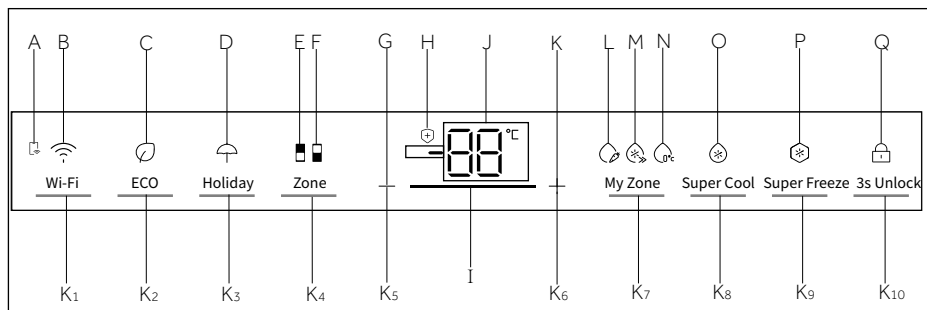 A B C D E F G H J K L M N O P Q
88 °C
0°c
Wi-Fi ECO Holiday Zone My Zone Super Cool Super Freeze 3s Unlock
I
K1 K2 K3 K4 K5 K6 K7 K8 K9 K10